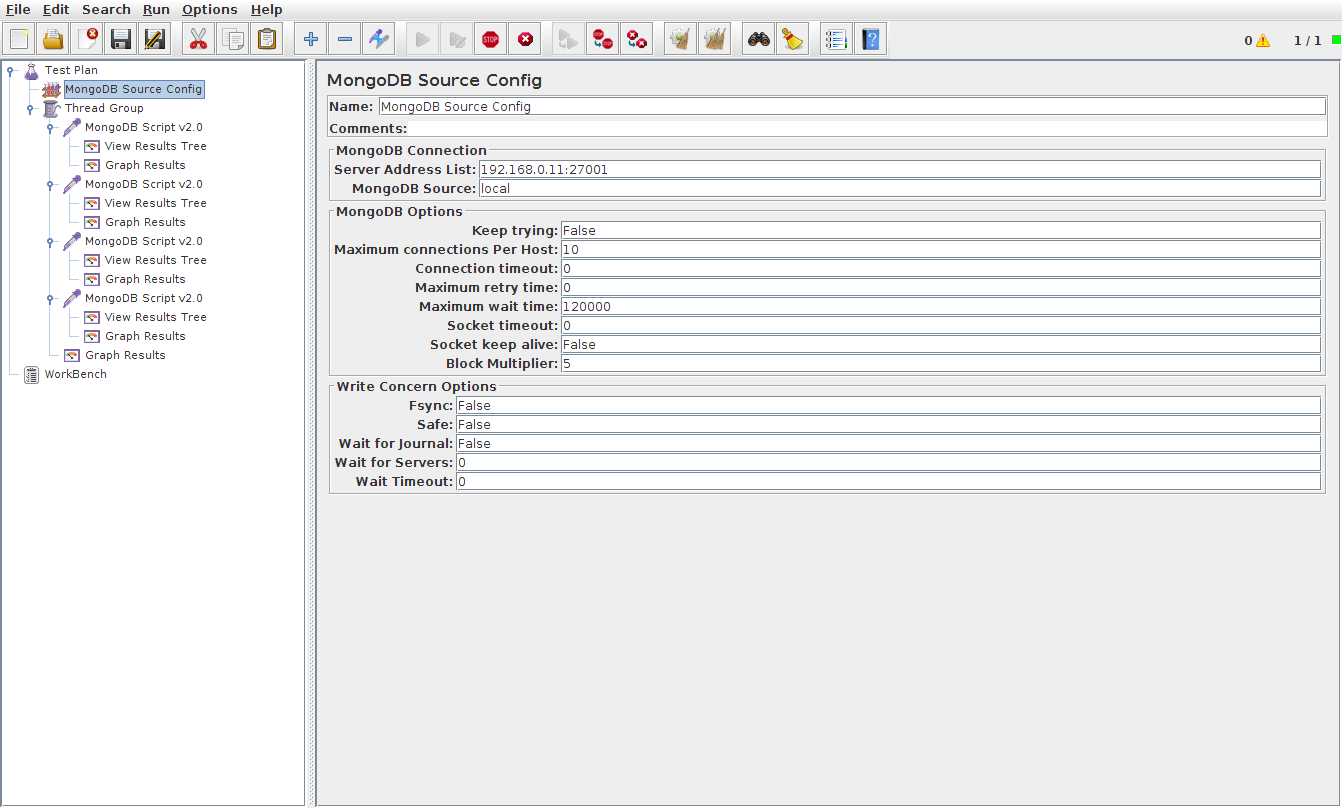 File Edit Search Run Options Help
STOP STOP STOP
0 1 / 1
Test Plan
MongoDB Source Config
Thread Group
MongoDB Script v2.0
View Results Tree
Graph Results
MongoDB Script v2.0
View Results Tree
Graph Results
MongoDB Script v2.0
View Results Tree
Graph Results
MongoDB Script v2.0
View Results Tree
Graph Results
Graph Results
WorkBench
MongoDB Source Config
Name: MongoDB Source Config
Comments:
MongoDB Connection
Server Address List: 192.168.0.11:27001
MongoDB Source: local
MongoDB Options
Keep trying: False
Maximum connections Per Host: 10
Connection timeout: 0
Maximum retry time: 0
Maximum wait time: 120000
Socket timeout: 0
Socket keep alive: False
Block Multiplier: 5
Write Concern Options
Fsync: False
Safe: False
Wait for Journal: False
Wait for Servers: 0
Wait Timeout: 0